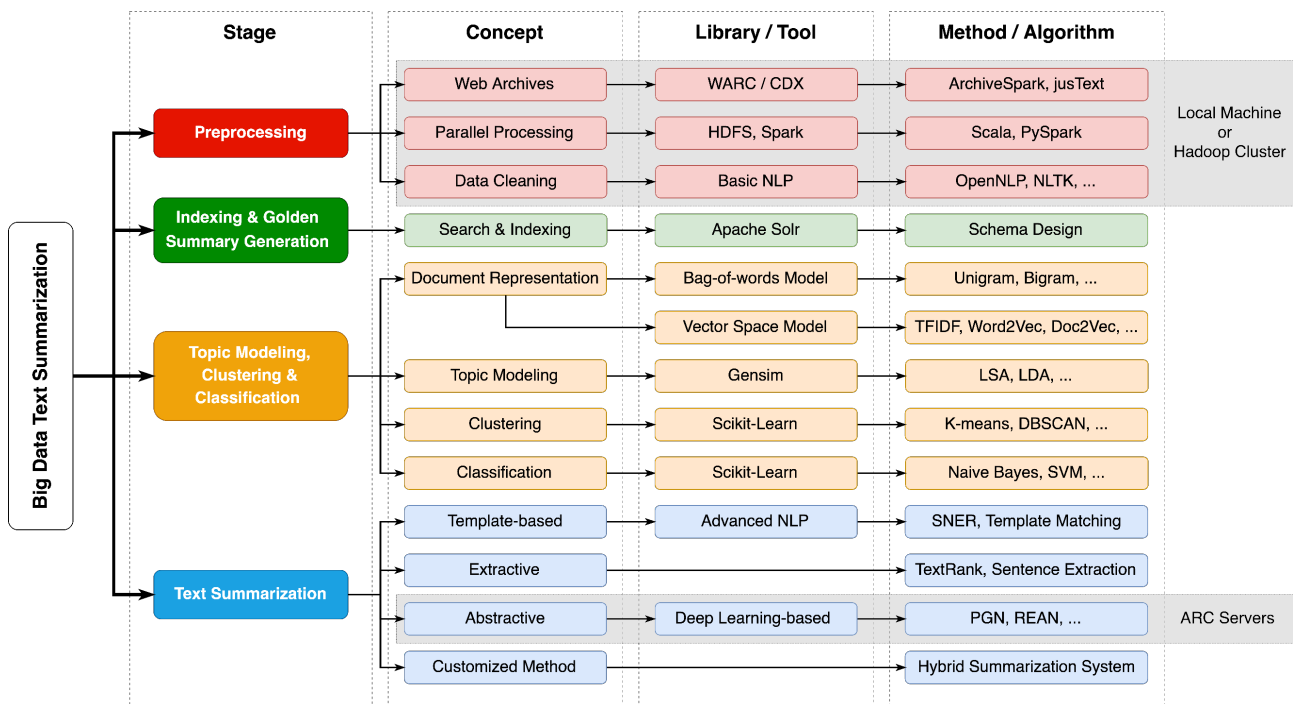 Stage
Concept
Library / Tool
Method / Algorithm
Big Data Text Summarization
Preprocessing
Web Archives
WARC / CDX
ArchiveSpark, jusText
Parallel Processing
HDFS, Spark
Scala, PySpark
Data Cleaning
Basic NLP
OpenNLP, NLTK, ...
Local Machine
or
Hadoop Cluster
Indexing & Golden
Summary Generation
Search & Indexing
Apache Solr
Schema Design
Topic Modeling,
Clustering &
Classification
Document Representation
Bag-of-words Model
Unigram, Bigram, ...
Vector Space Model
TFIDF, Word2Vec, Doc2Vec, ...
Topic Modeling
Gensim
LSA, LDA, ...
Clustering
Scikit-Learn
K-means, DBSCAN, ...
Classification
Scikit-Learn
Naive Bayes, SVM, ...
Text Summarization
Template-based
Advanced NLP
SNER, Template Matching
Extractive
TextRank, Sentence Extraction
Abstractive
Deep Learning-based
PGN, REAN, ...
ARC Servers
Customized Method
Hybrid Summarization System